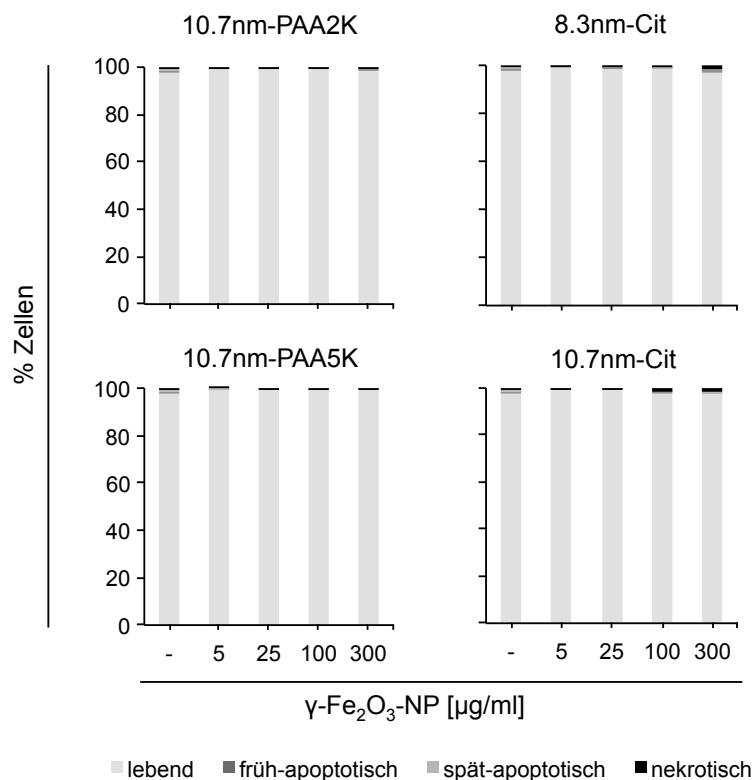 10.7nm-PAA2K
8.3nm-Cit
100
80
60
40
20
0
10.7nm-PAA5K
10.7nm-Cit
100
80
60
40
20
0
% Zellen
- 5 25 100 300
- 5 25 100 300
γ-Fe₂O₃-NP [µg/ml]
lebend früh-apoptotisch spät-apoptotisch nekrotisch